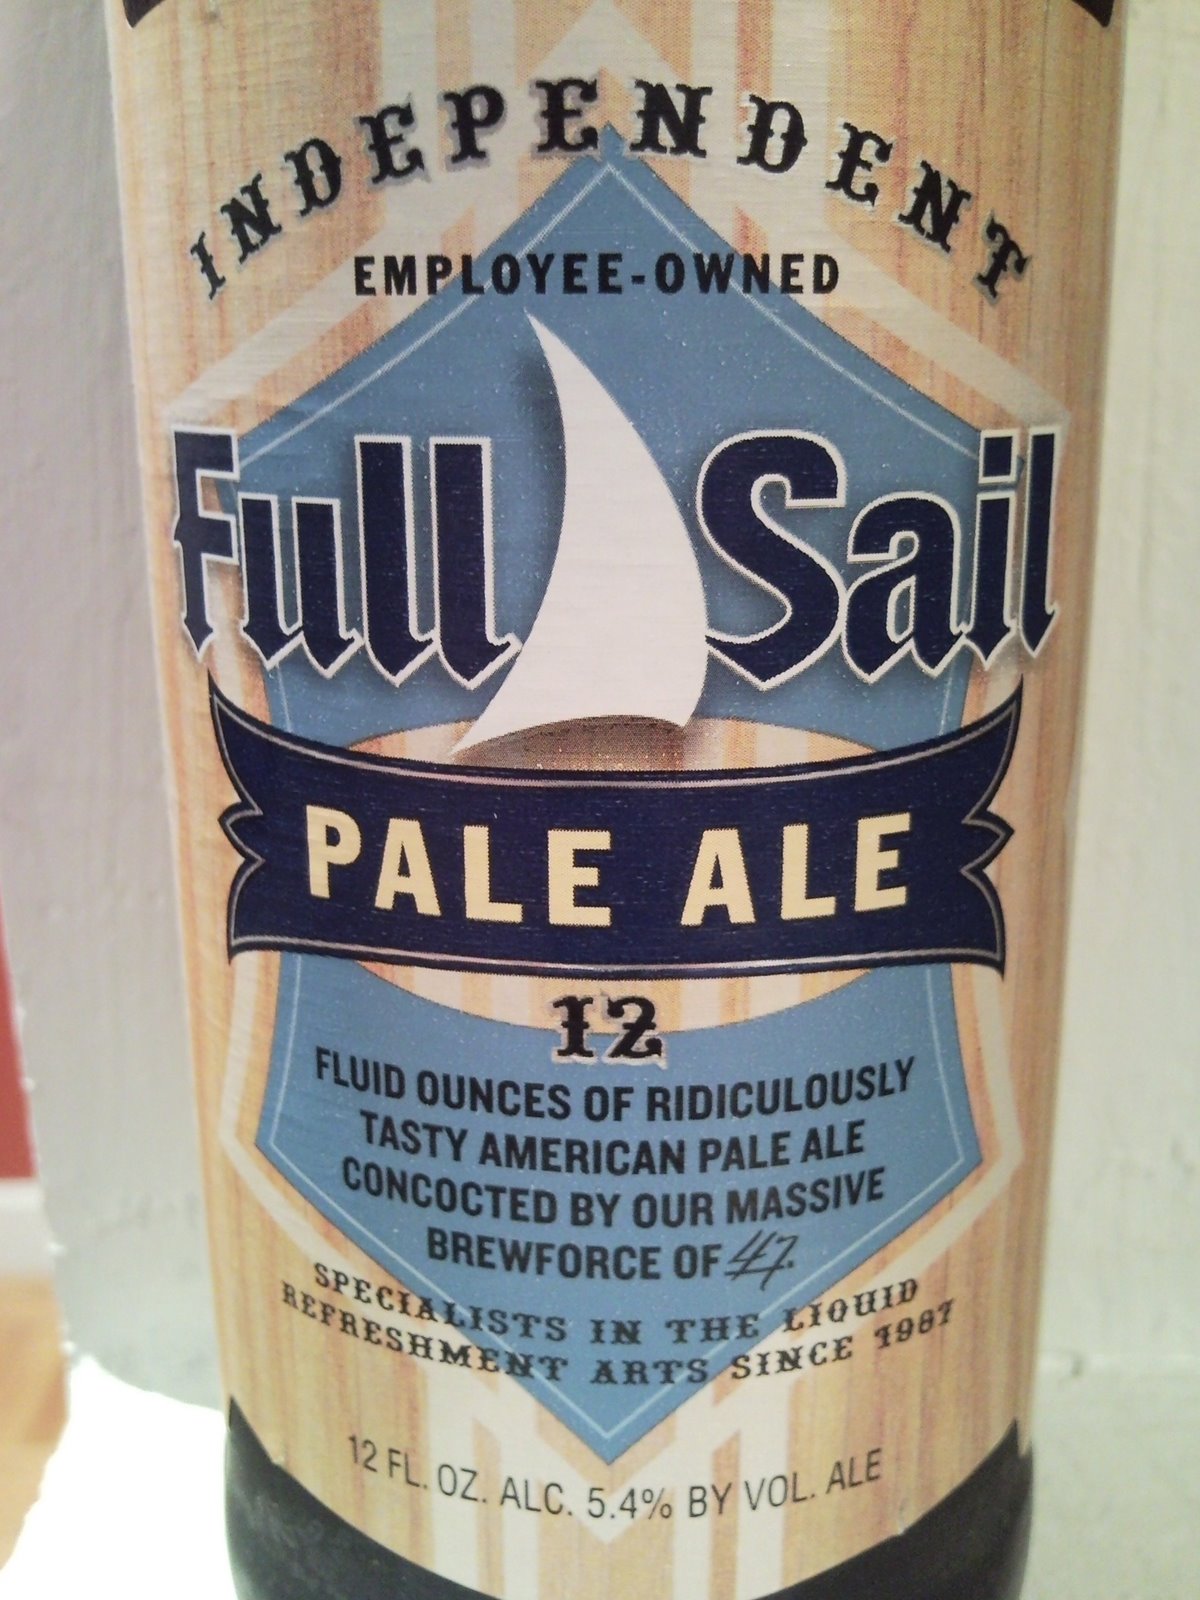 INDEPENDENT
EMPLOYEE-OWNED
Full Sail
PALE ALE
12
FLUID OUNCES OF RIDICULOUSLY
TASTY AMERICAN PALE ALE
CONCOCTED BY OUR MASSIVE
BREWFORCE OF 47.
SPECIALISTS IN THE LIQUID
REFRESHMENT ARTS SINCE 1987
12 FL. OZ. ALC. 5.4% BY VOL. ALE